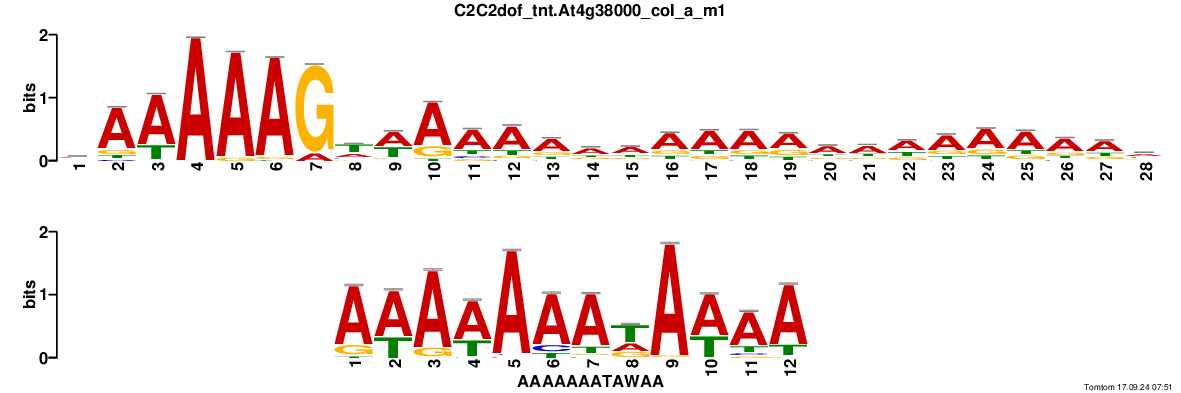 C2C2dof_tnt.At4g38000_col_a_m1
2
1
0
bits
1 2 3 4 5 6 7 8 9 10 11 12 13 14 15 16 17 18 19 20 21 22 23 24 25 26 27 28
2
1
0
bits
1 2 3 4 5 6 7 8 9 10 11 12
AAAAAAATAWAA
Tomtom 17.09.24 07:51